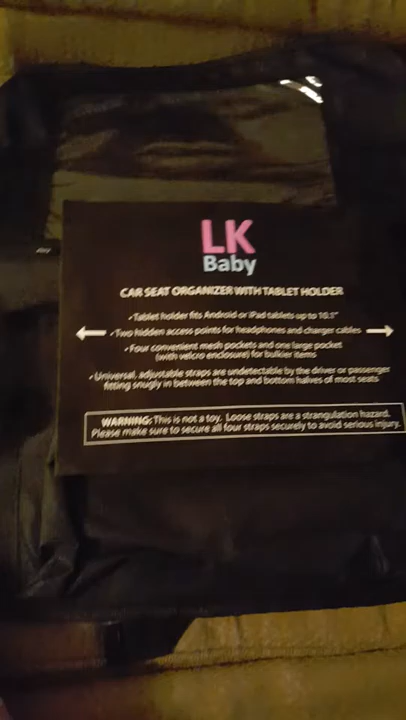 LK
Baby
CAR SEAT ORGANIZER WITH TABLET HOLDER
• Tablet holder fits Android or iPad tablets up to 10.1"
• Two hidden access points for headphones and charger cables
• Four convenient mesh pockets and one large pocket
(with velcro enclosure) for bulkier items
• Universal, adjustable straps are undetectable by the driver or passenger
fitting snugly in between the top and bottom halves of most seats
WARNING: This is not a toy. Loose straps are a strangulation hazard.
Please make sure to secure all four straps securely to avoid serious injury.